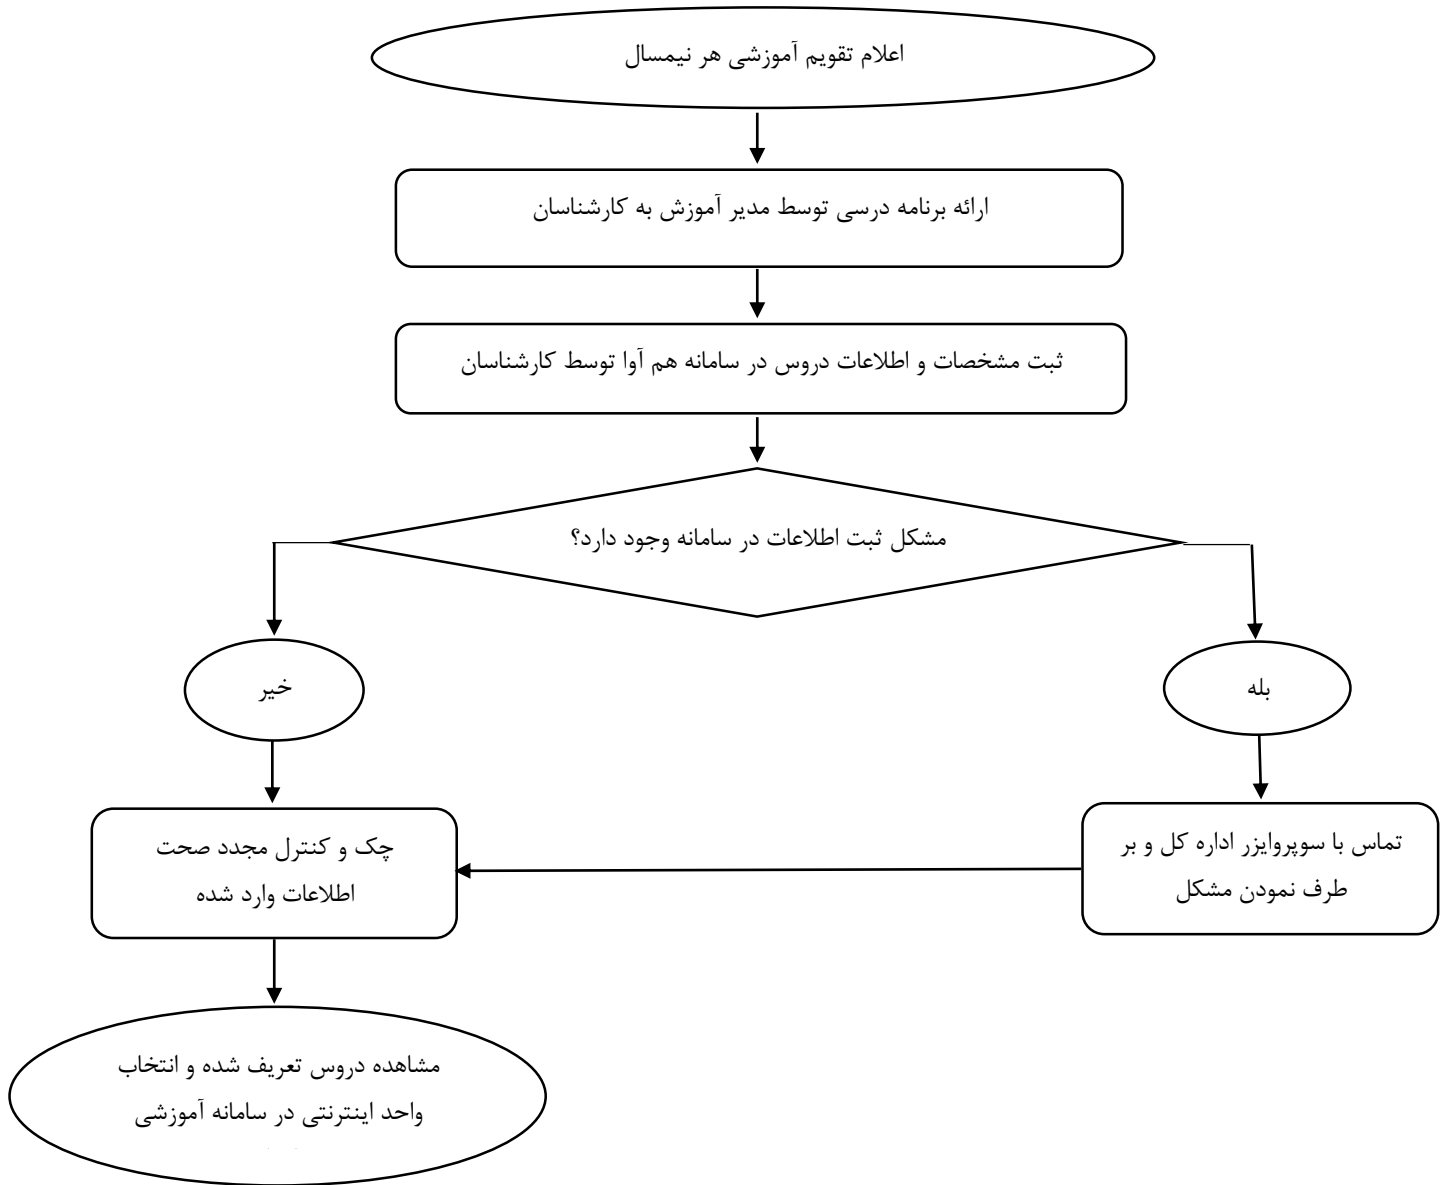 اعلام تقویم آموزشی هر نیمسال
ارائه برنامه درسی توسط مدیر آموزش به کارشناسان
ثبت مشخصات و اطلاعات دروس در سامانه هم آوا توسط کارشناسان
مشکل ثبت اطلاعات در سامانه وجود دارد؟
بله
خیر
تماس با سوپروایزر اداره کل و بر
طرف نمودن مشکل
چک و کنترل مجدد صحت
اطلاعات وارد شده
مشاهده دروس تعریف شده و انتخاب
واحد اینترنتی در سامانه آموزشی